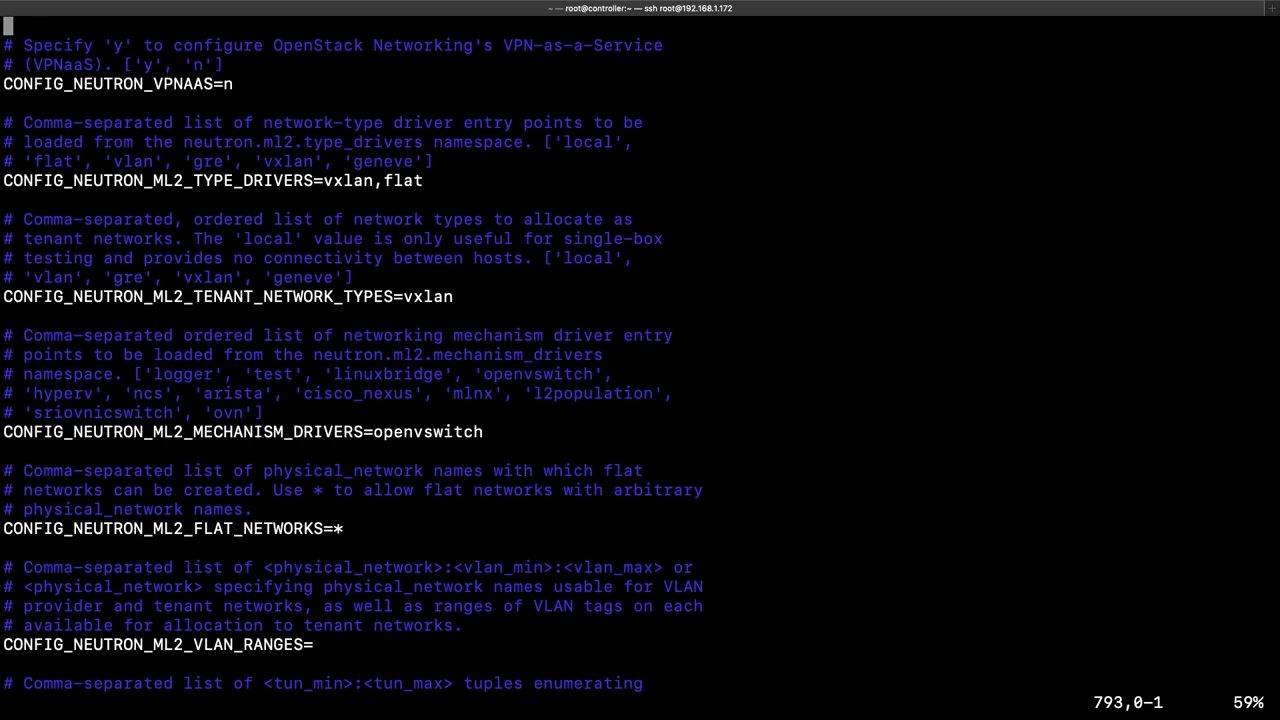 ~ — root@controller:~ — ssh root@192.168.1.172
# Specify 'y' to configure OpenStack Networking's VPN-as-a-Service
# (VPNaaS). ['y', 'n']
CONFIG_NEUTRON_VPNAAS=n
# Comma-separated list of network-type driver entry points to be
# loaded from the neutron.ml2.type_drivers namespace. ['local',
# 'flat', 'vlan', 'gre', 'vxlan', 'geneve']
CONFIG_NEUTRON_ML2_TYPE_DRIVERS=vxlan,flat
# Comma-separated, ordered list of network types to allocate as
# tenant networks. The 'local' value is only useful for single-box
# testing and provides no connectivity between hosts. ['local',
# 'vlan', 'gre', 'vxlan', 'geneve']
CONFIG_NEUTRON_ML2_TENANT_NETWORK_TYPES=vxlan
# Comma-separated ordered list of networking mechanism driver entry
# points to be loaded from the neutron.ml2.mechanism_drivers
# namespace. ['logger', 'test', 'linuxbridge', 'openvswitch',
# 'hyperv', 'ncs', 'arista', 'cisco_nexus', 'mlnx', 'l2population',
# 'sriovnicswitch', 'ovn']
CONFIG_NEUTRON_ML2_MECHANISM_DRIVERS=openvswitch
# Comma-separated list of physical_network names with which flat
# networks can be created. Use * to allow flat networks with arbitrary
# physical_network names.
CONFIG_NEUTRON_ML2_FLAT_NETWORKS=*
# Comma-separated list of <physical_network>:<vlan_min>:<vlan_max> or
# <physical_network> specifying physical_network names usable for VLAN
# provider and tenant networks, as well as ranges of VLAN tags on each
# available for allocation to tenant networks.
CONFIG_NEUTRON_ML2_VLAN_RANGES=
# Comma-separated list of <tun_min>:<tun_max> tuples enumerating
793,0-1 59%